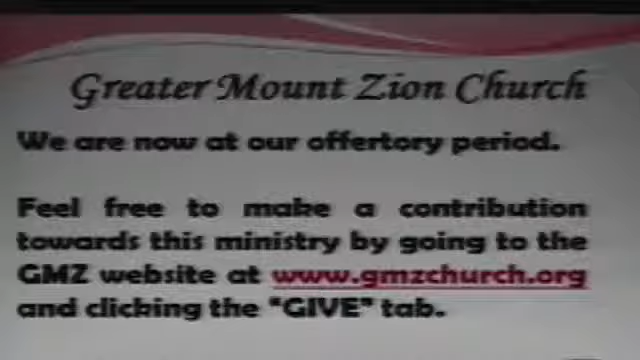 Greater Mount Zion Church
We are now at our offertory period.
Feel free to make a contribution
towards this ministry by going to the
GMZ website at www.gmzchurch.org
and clicking the "GIVE" tab.